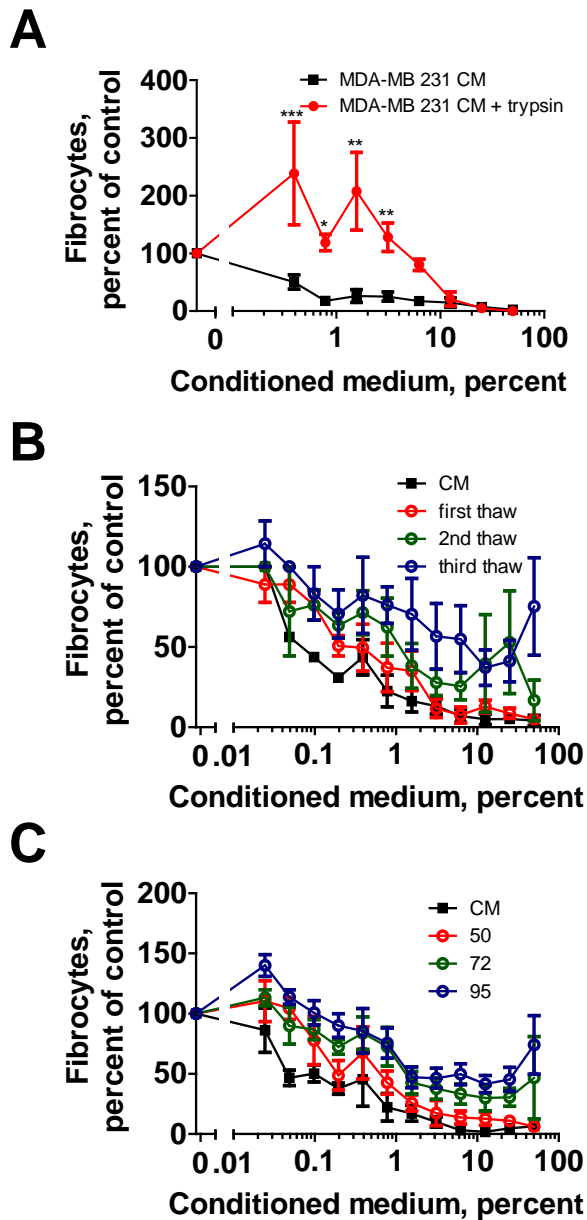 A
Fibrocytes,
percent of control
400
300
200
100
0
MDA-MB 231 CM
MDA-MB 231 CM + trypsin
***
*
**
**
0
1
10
100
Conditioned medium, percent
B
Fibrocytes,
percent of control
150
100
50
0
CM
first thaw
2nd thaw
third thaw
0.01
0.1
1
10
100
Conditioned medium, percent
C
Fibrocytes,
percent of control
200
150
100
50
0
CM
50
72
95
0.01
0.1
1
10
100
Conditioned medium, percent